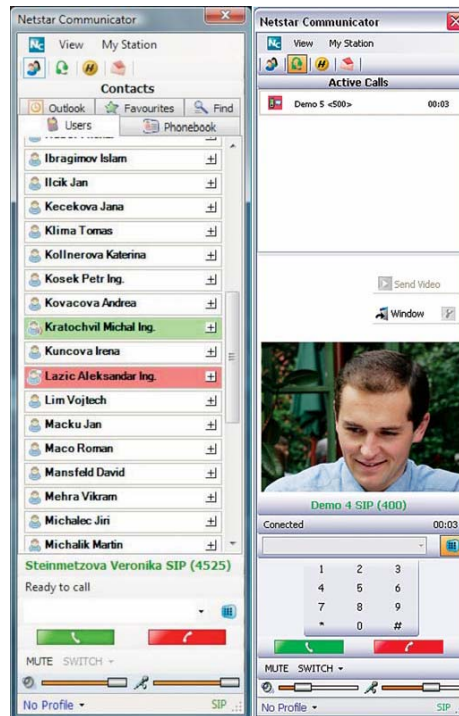 Netstar Communicator
Nc View My Station
Contacts
Outlook Favourites Find
Users Phonebook
Ibragimov Islam
Ilcik Jan
Kecekova Jana
Klima Tomas
Kollnerova Katerina
Kosek Petr Ing.
Kovacova Andrea
Kratochvil Michal Ing.
Kuncova Irena
Lazic Aleksandar Ing.
Lim Vojtech
Macku Jan
Maco Roman
Mansfeld David
Mehra Vikram
Michalec Jiri
Michalik Martin
Steinmetzova Veronika SIP (4525)
Ready to call
MUTE SWITCH
No Profile SIP
Netstar Communicator
Nc View My Station
Active Calls
Demo 5 <500> 00:03
Send Video
Window
Demo 4 SIP (400)
Conected 00:03
1 2 3
4 5 6
7 8 9
* 0 #
MUTE SWITCH
No Profile SIP